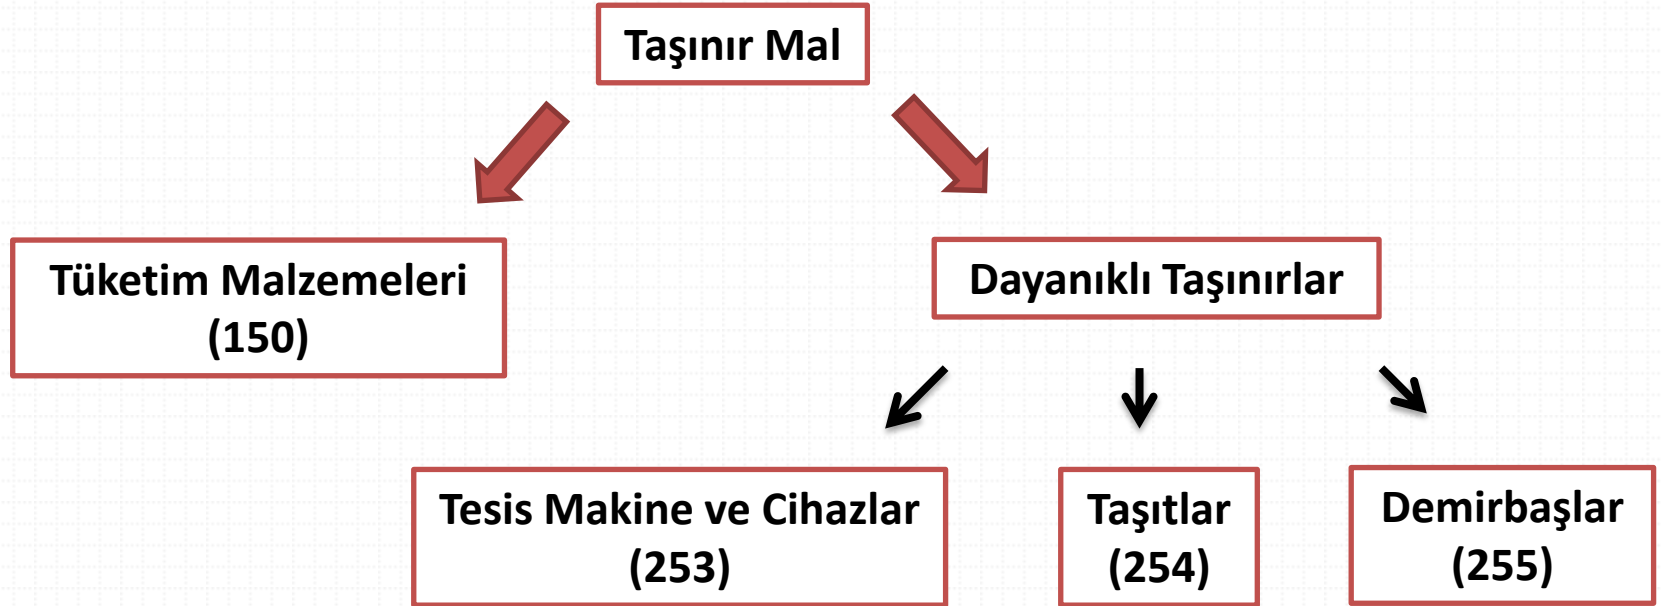 Taşınır Mal
Tüketim Malzemeleri
(150)
Dayanıklı Taşınırlar
Tesis Makine ve Cihazlar
(253)
Taşıtlar
(254)
Demirbaşlar
(255)